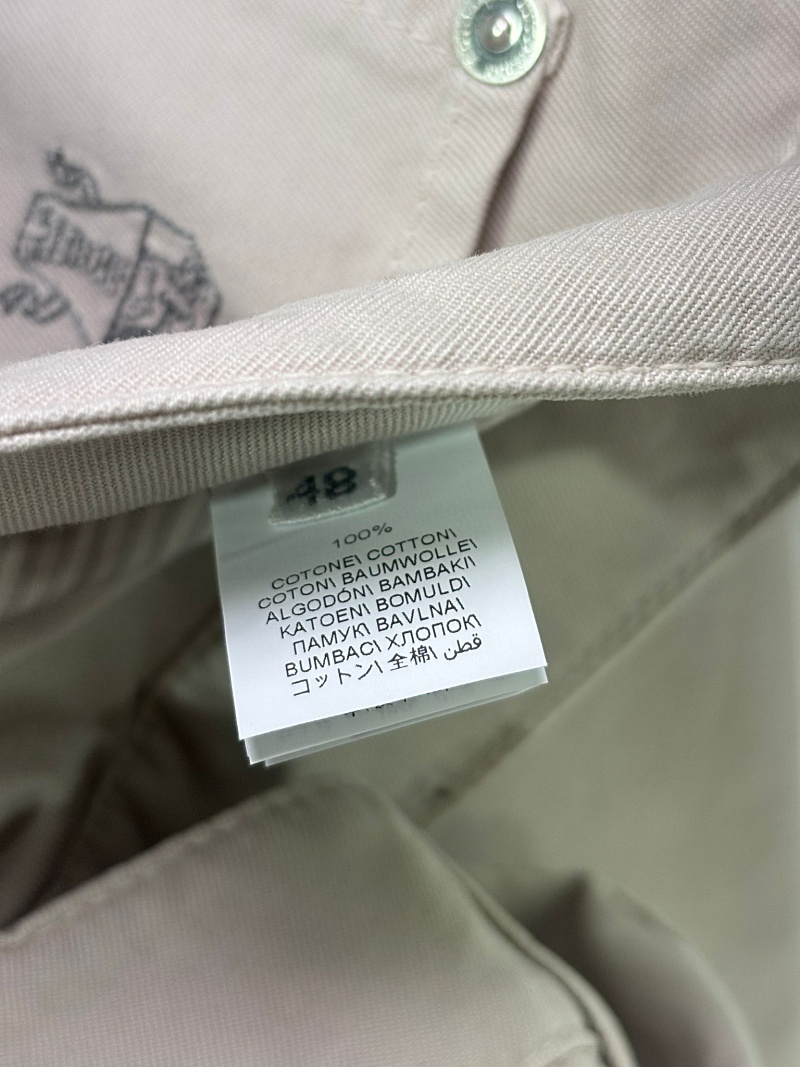 48
100%
COTONE\ COTTON\
COTON\ BAUMWOLLE\
ALGODÓN\ BAMBAKI\
KATOEN\ BOMULD\
ПАМУК\ BAVLNA\
BUMBAC\ ХЛОПОК\
コットン\ 全棉\ قطن